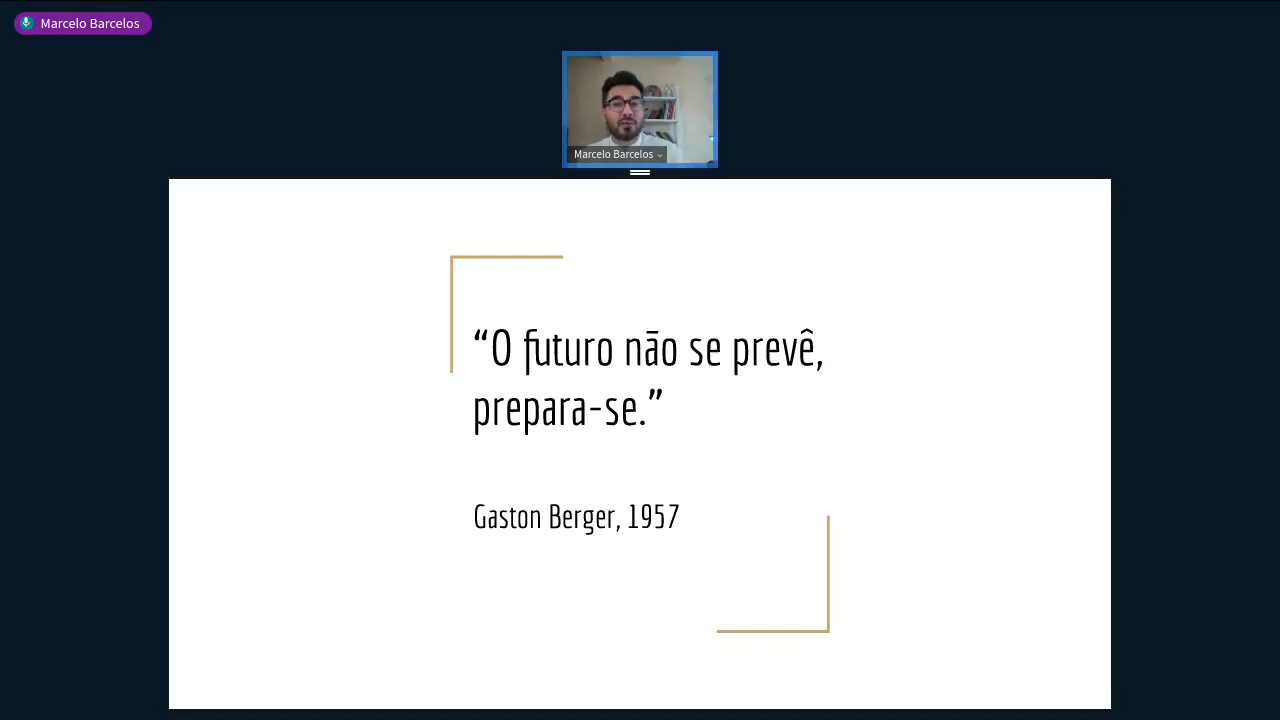 Marcelo Barcelos
Marcelo Barcelos
“O futuro não se prevê,
prepara-se.”
Gaston Berger, 1957